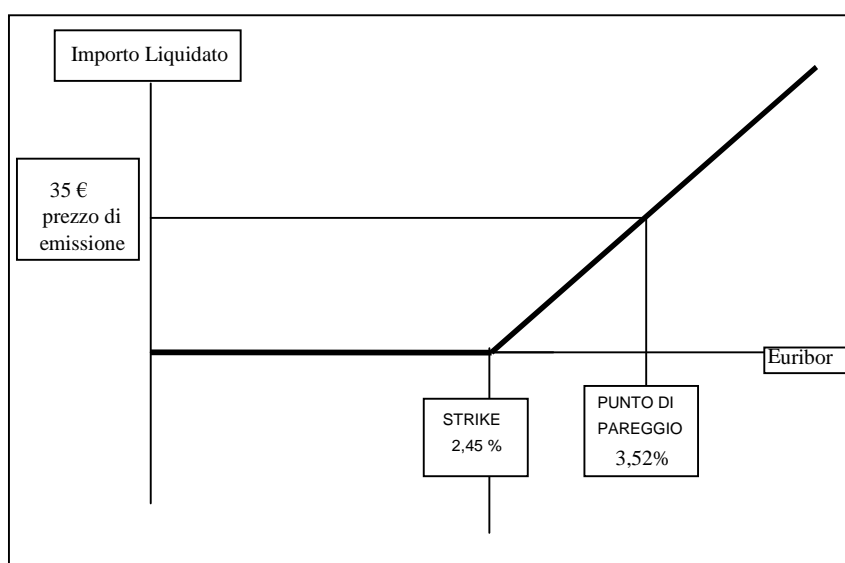 Importo Liquidato
35 €
prezzo di
emissione
Euribor
STRIKE
2,45 %
PUNTO DI
PAREGGIO
3,52%